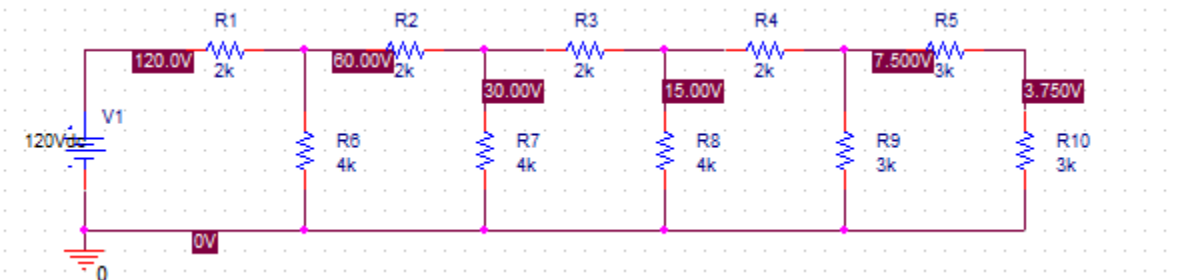 R1 R2 R3 R4 R5
120.0V 60.00V 7.500V
2k 2k 2k 2k 3k
30.00V 15.00V 3.750V
V1
120Vdc R6 R7 R8 R9 R10
4k 4k 4k 3k 3k
0V
0